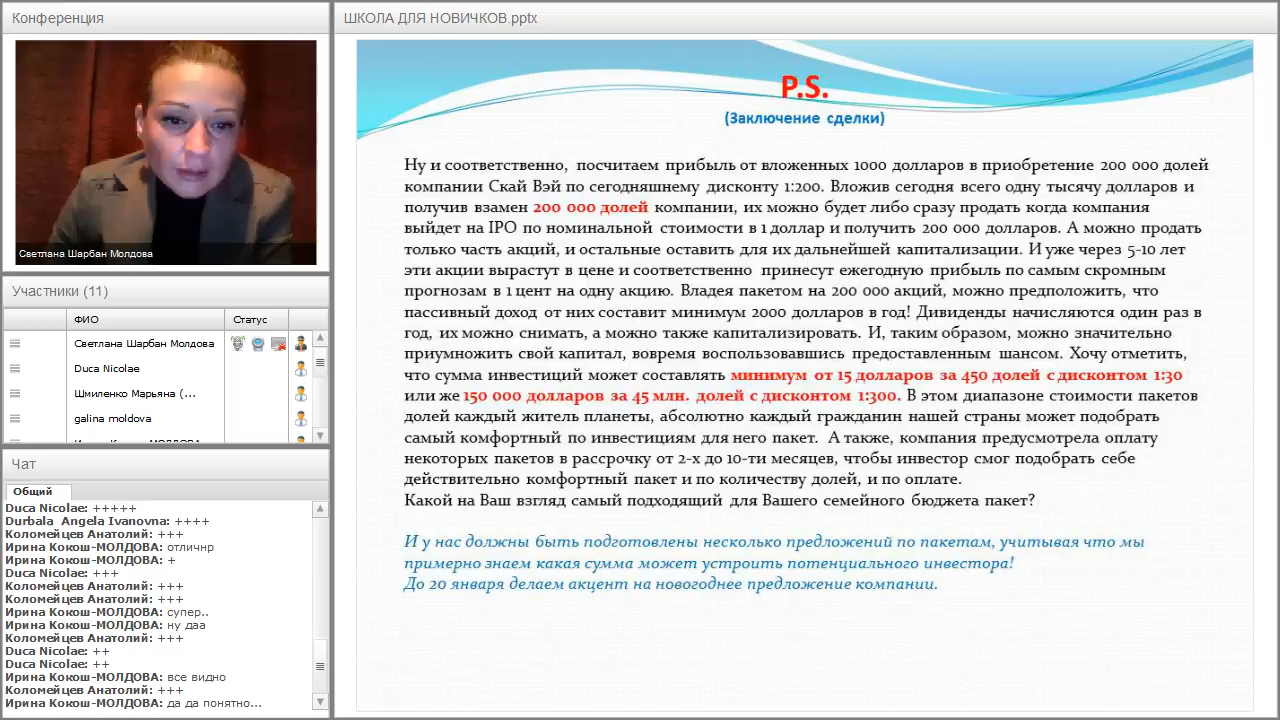 Конференция
Светлана Шарбан Молдова
Участники (11)
ФИО
Статус
Светлана Шарбан Молдова
Duca Nicolae
Шмиленко Марьяна (...
galina moldova
Чат
Общий
Duca Nicolae: +++++
Durbala Angela Ivanovna: ++++
Коломейцев Анатолий: +++
Ирина Кокош-МОЛДОВА: отличнр
Ирина Кокош-МОЛДОВА: +
Duca Nicolae: +++
Коломейцев Анатолий: +++
Коломейцев Анатолий: +++
Ирина Кокош-МОЛДОВА: супер..
Ирина Кокош-МОЛДОВА: ну даа
Коломейцев Анатолий: +++
Duca Nicolae: ++
Duca Nicolae: ++
Ирина Кокош-МОЛДОВА: все видно
Коломейцев Анатолий: +++
Ирина Кокош-МОЛДОВА: да да понятно...
ШКОЛА ДЛЯ НОВИЧКОВ.pptx
P.S.
(Заключение сделки)
Ну и соответственно, посчитаем прибыль от вложенных 1000 долларов в приобретение 200 000 долей
компании Скай Вэй по сегодняшнему дисконту 1:200. Вложив сегодня всего одну тысячу долларов и
получив взамен 200 000 долей компании, их можно будет либо сразу продать когда компания
выйдет на IPO по номинальной стоимости в 1 доллар и получить 200 000 долларов. А можно продать
только часть акций, и остальные оставить для их дальнейшей капитализации. И уже через 5-10 лет
эти акции вырастут в цене и соответственно принесут ежегодную прибыль по самым скромным
прогнозам в 1 цент на одну акцию. Владея пакетом на 200 000 акций, можно предположить, что
пассивный доход от них составит минимум 2000 долларов в год! Дивиденды начисляются один раз в
год, их можно снимать, а можно также капитализировать. И, таким образом, можно значительно
приумножить свой капитал, вовремя воспользовавшись предоставленным шансом. Хочу отметить,
что сумма инвестиций может составлять минимум от 15 долларов за 450 долей с дисконтом 1:30
или же 150 000 долларов за 45 млн. долей с дисконтом 1:300. В этом диапазоне стоимости пакетов
долей каждый житель планеты, абсолютно каждый гражданин нашей страны может подобрать
самый комфортный по инвестициям для него пакет. А также, компания предусмотрела оплату
некоторых пакетов в рассрочку от 2-х до 10-ти месяцев, чтобы инвестор смог подобрать себе
действительно комфортный пакет и по количеству долей, и по оплате.
Какой на Ваш взгляд самый подходящий для Вашего семейного бюджета пакет?
И у нас должны быть подготовлены несколько предложений по пакетам, учитывая что мы
примерно знаем какая сумма может устроить потенциального инвестора!
До 20 января делаем акцент на новогоднее предложение компании.